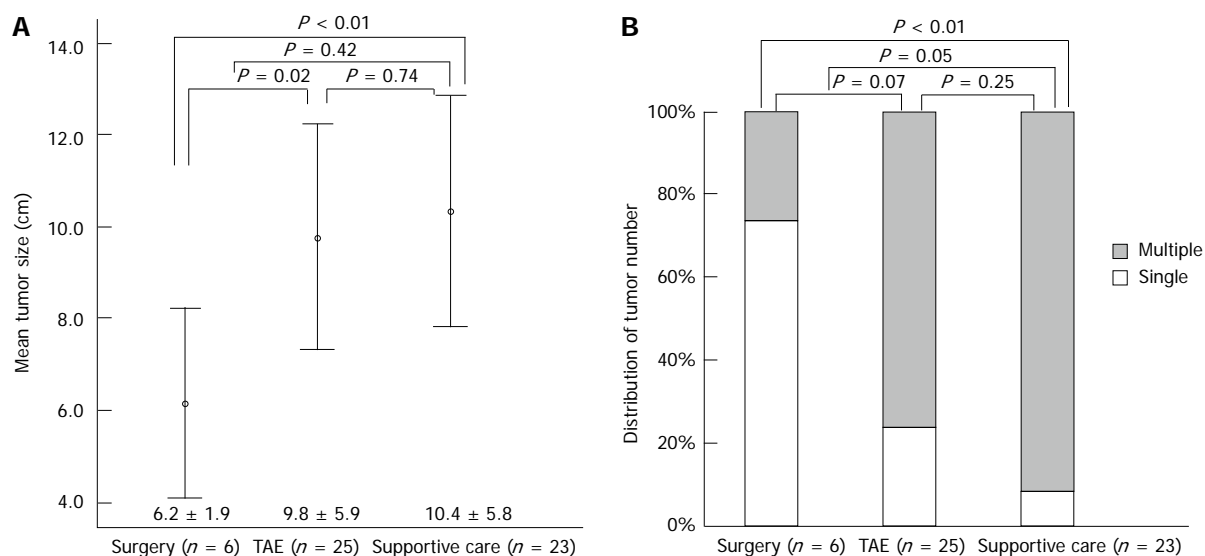 A
P < 0.01
P = 0.42
P = 0.02
P = 0.74
14.0
12.0
10.0
8.0
6.0
4.0
Mean tumor size (cm)
6.2 ± 1.9
9.8 ± 5.9
10.4 ± 5.8
Surgery (n = 6)
TAE (n = 25)
Supportive care (n = 23)
B
P < 0.01
P = 0.05
P = 0.07
P = 0.25
100%
80%
60%
40%
20%
0%
Distribution of tumor number
Multiple
Single
Surgery (n = 6)
TAE (n = 25)
Supportive care (n = 23)